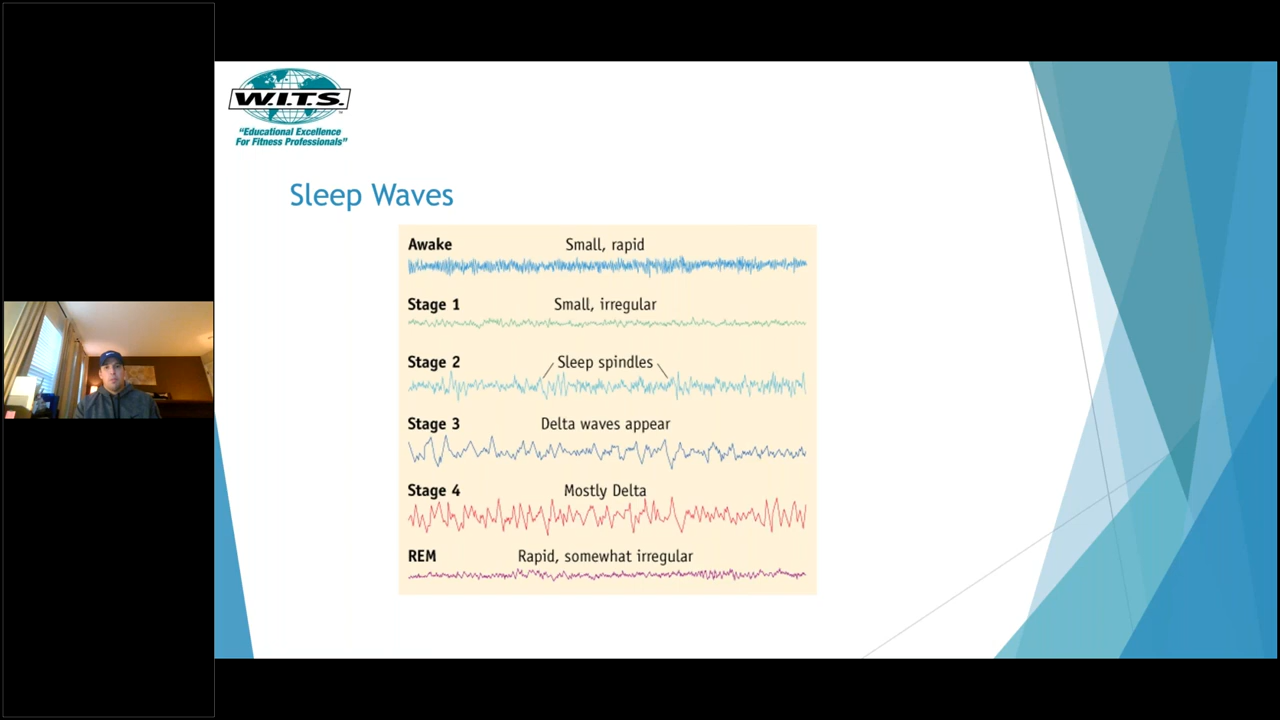 W.I.T.S.
"Educational Excellence
For Fitness Professionals"
Sleep Waves
Awake Small, rapid
Stage 1 Small, irregular
Stage 2 Sleep spindles
Stage 3 Delta waves appear
Stage 4 Mostly Delta
REM Rapid, somewhat irregular